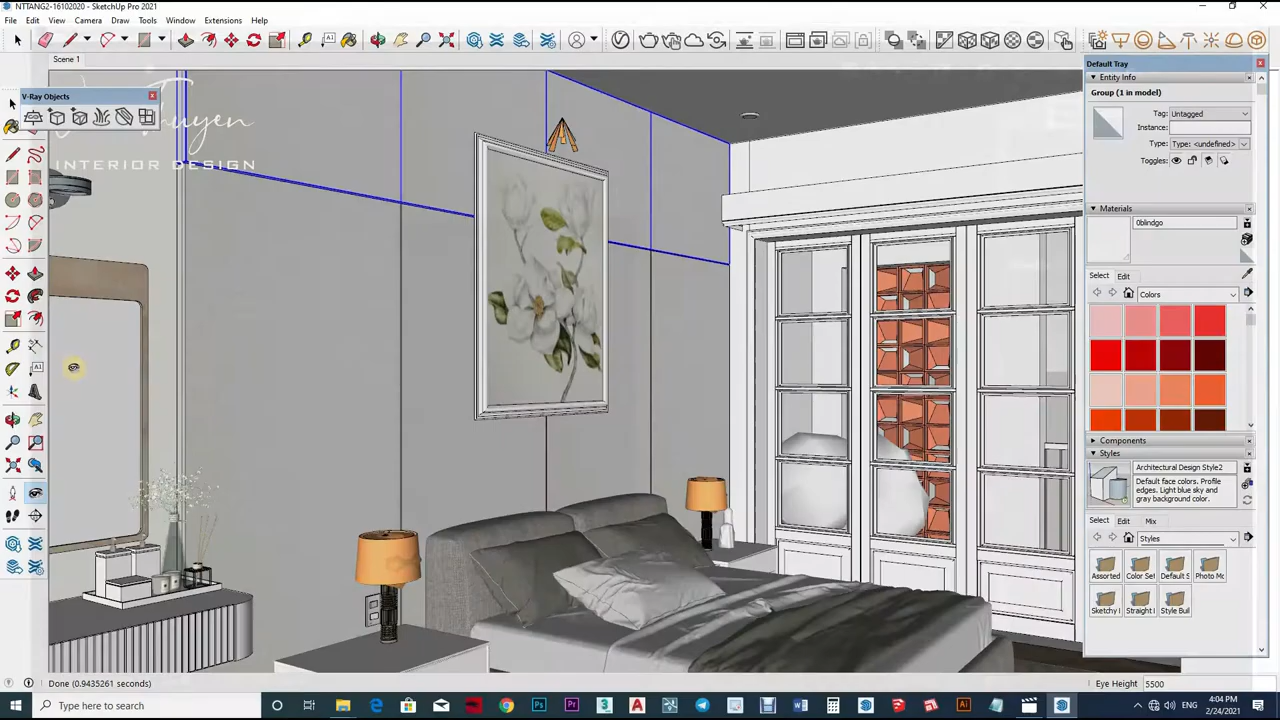 NTTANG2-16102020 - SketchUp Pro 2021
File Edit View Camera Draw Tools Window Extensions Help
Scene 1
V-Ray Objects
INTERIOR DESIGN
Default Tray
Entity Info
Group (1 in model)
Tag: Untagged
Instance:
Type: Type: <undefined>
Toggles:
Materials
0blindgo
Select Edit
Colors
Components
Styles
Architectural Design Style2
Default face colors. Profile
edges. Light blue sky and
gray background color.
Select Edit Mix
Styles
Assorted Color Se Default S Photo Mo
Sketchy Straight L Style Buil
Done (0.9435261 seconds)
Eye Height 5500
Type here to search
ENG
4:04 PM
2/24/2021